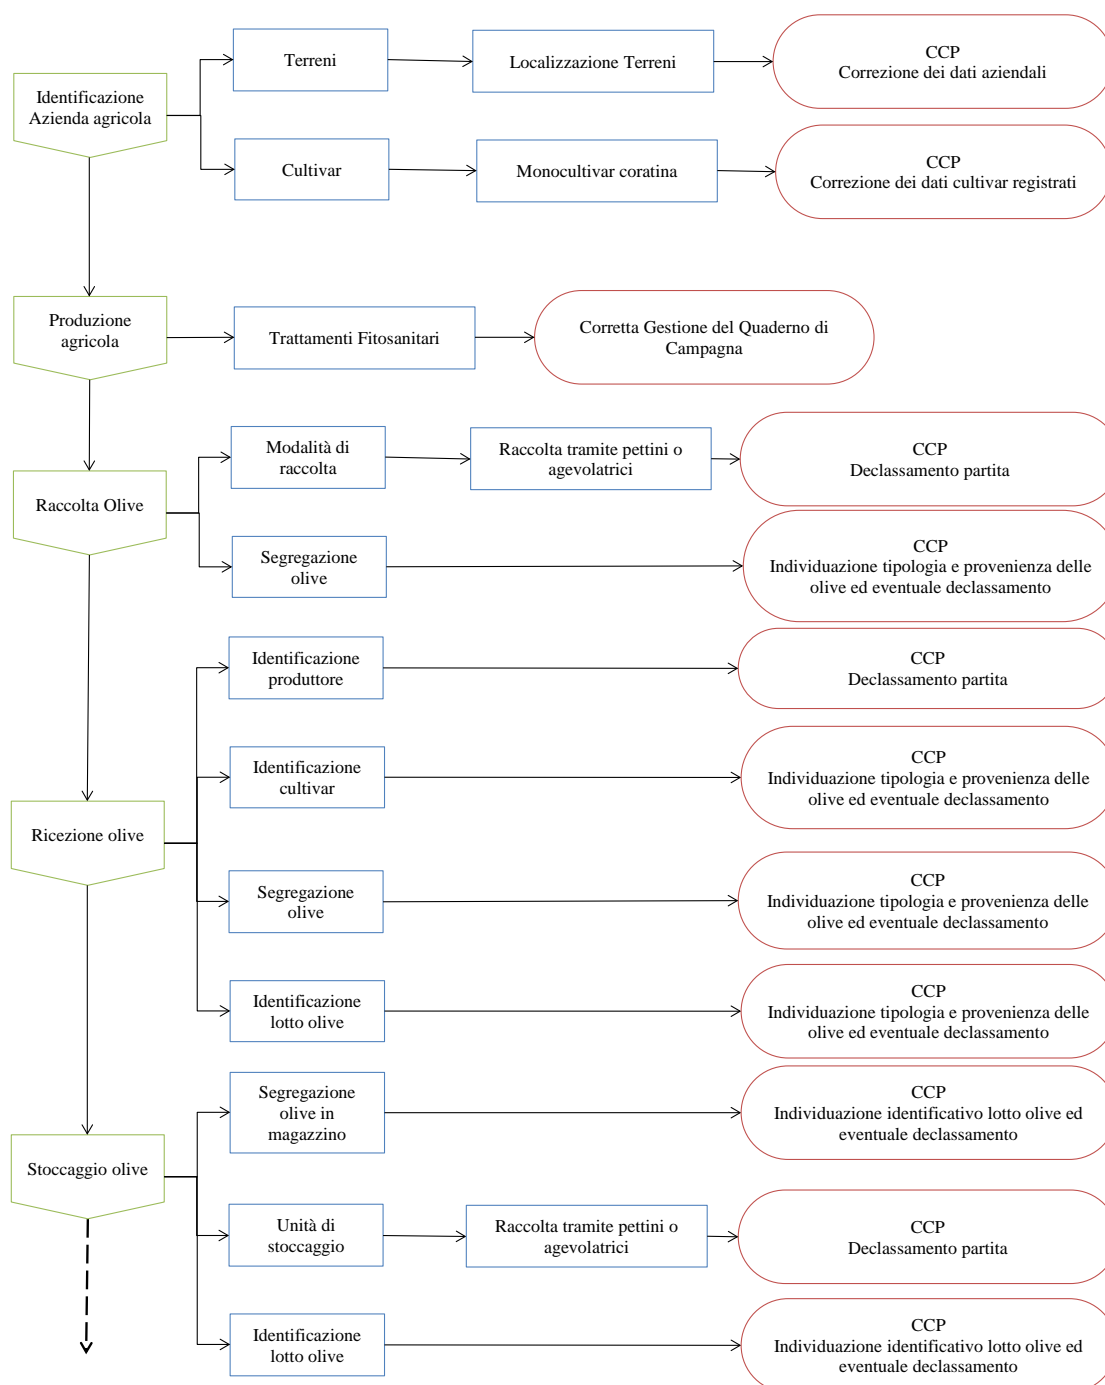 Identificazione
Azienda agricola
Terreni
Localizzazione Terreni
CCP
Correzione dei dati aziendali
Cultivar
Monocultivar coratina
CCP
Correzione dei dati cultivar registrati
Produzione
agricola
Trattamenti Fitosanitari
Corretta Gestione del Quaderno di
Campagna
Raccolta Olive
Modalità di
raccolta
Raccolta tramite pettini o
agevolatrici
CCP
Declassamento partita
Segregazione
olive
CCP
Individuazione tipologia e provenienza delle
olive ed eventuale declassamento
Ricezione olive
Identificazione
produttore
CCP
Declassamento partita
Identificazione
cultivar
CCP
Individuazione tipologia e provenienza delle
olive ed eventuale declassamento
Segregazione
olive
CCP
Individuazione tipologia e provenienza delle
olive ed eventuale declassamento
Identificazione
lotto olive
CCP
Individuazione tipologia e provenienza delle
olive ed eventuale declassamento
Stoccaggio olive
Segregazione
olive in
magazzino
CCP
Individuazione identificativo lotto olive ed
eventuale declassamento
Unità di
stoccaggio
Raccolta tramite pettini o
agevolatrici
CCP
Declassamento partita
Identificazione
lotto olive
CCP
Individuazione identificativo lotto olive ed
eventuale declassamento